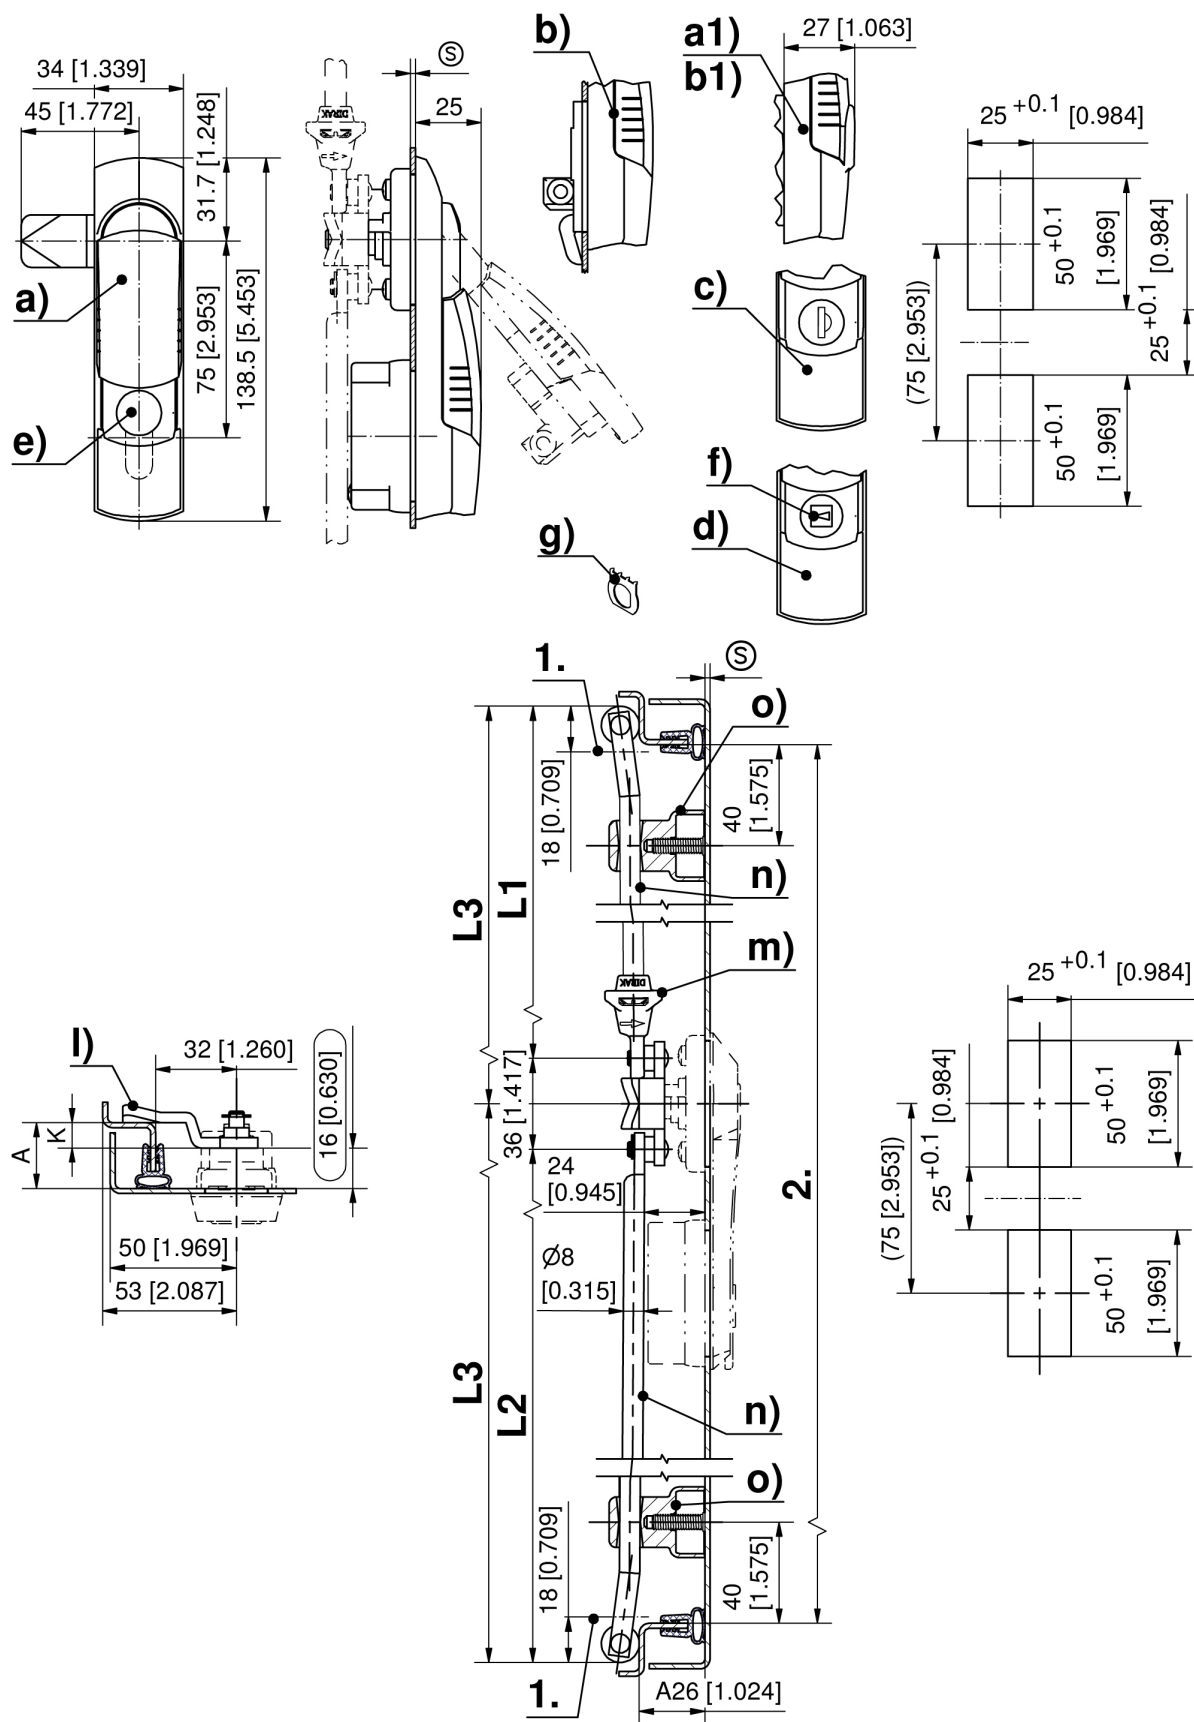 34 [1.339]
45 [1.772]
31.7 [1.248]
75 [2.953]
138.5 [5.453]
a)
e)
DIRAK
S
25
b)
a1)
b1)
27 [1.063]
c)
f)
d)
g)
25 +0.1 [0.984]
50 +0.1
[1.969]
[0.984]
25 +0.1
(75 [2.953])
50 +0.1
[1.969]
1.
S
o)
18 [0.709]
40
[1.575]
n)
L3
L1
m)
DIRAK
36 [1.417]
24
[0.945]
Ø8
[0.315]
2.
L3
L2
n)
o)
18 [0.709]
40
[1.575]
1.
A26 [1.024]
l)
32 [1.260]
16 [0.630]
K
A
50 [1.969]
53 [2.087]
25 +0.1 [0.984]
[0.984]
25 +0.1
50 +0.1
[1.969]
(75 [2.953])
50 +0.1
[1.969]